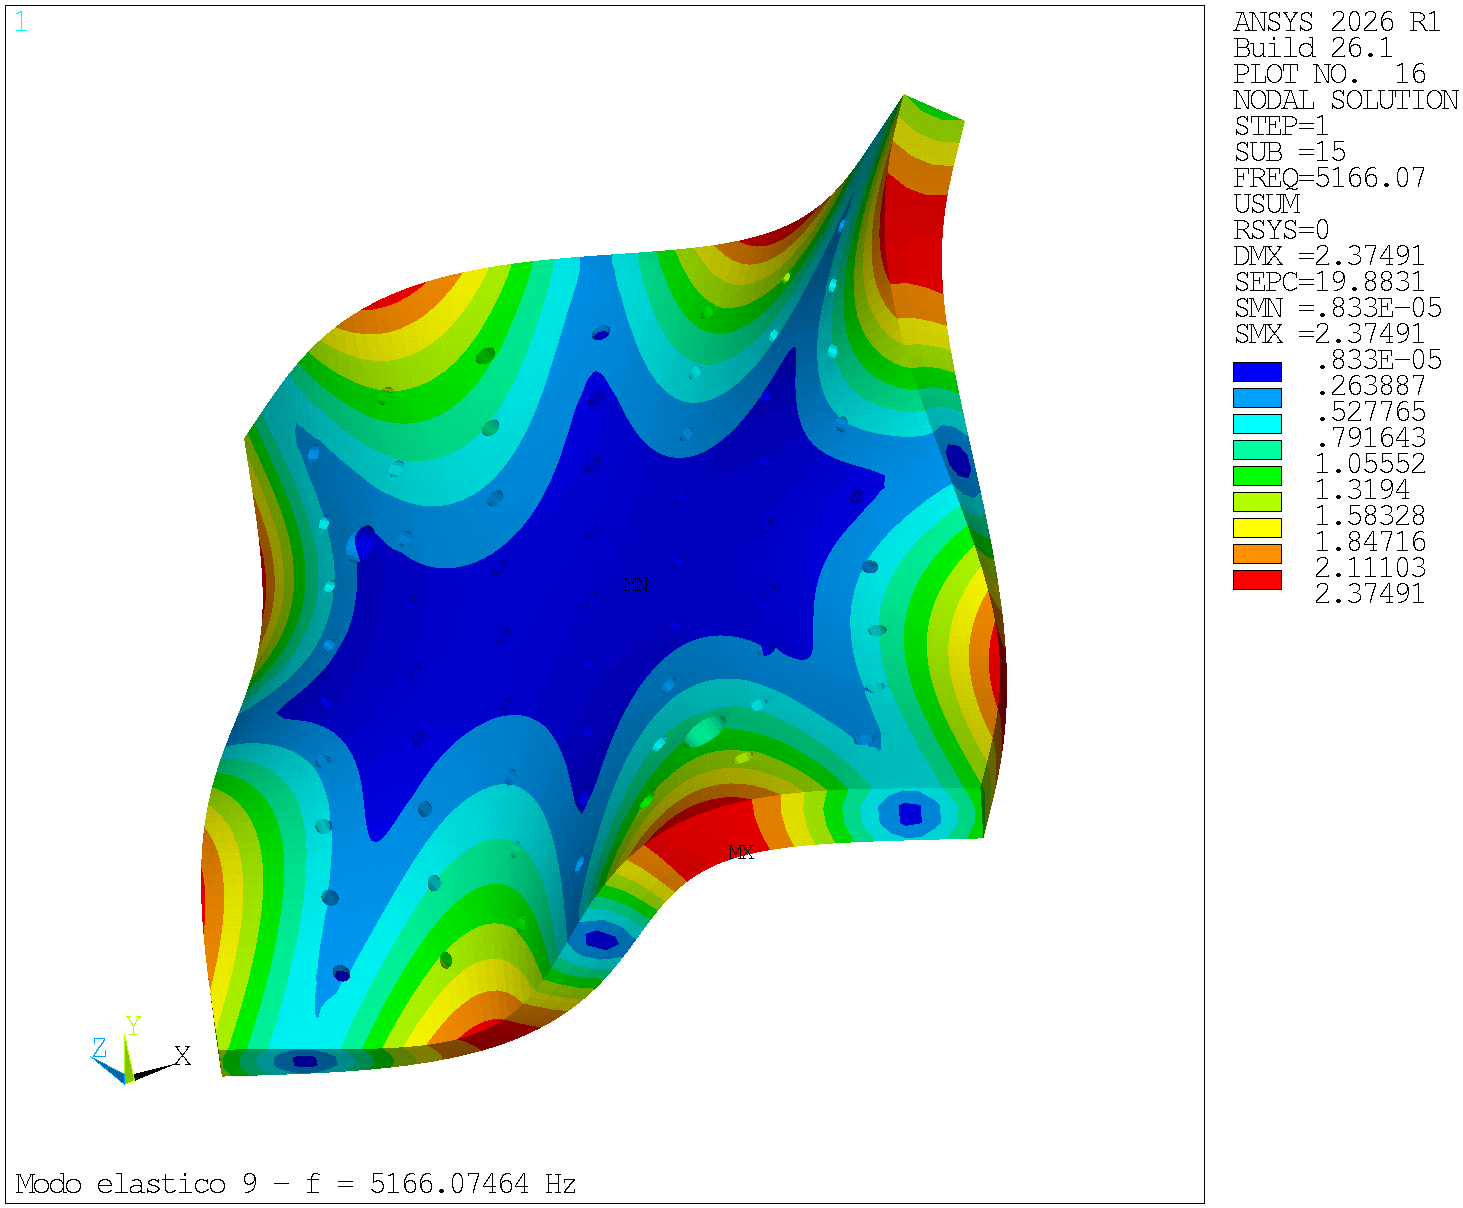 1
ANSYS 2026 R1
Build 26.1
PLOT NO. 16
NODAL SOLUTION
STEP=1
SUB =15
FREQ=5166.07
USUM
RSYS=0
DMX =2.37491
SEPC=19.8831
SMN =.833E-05
SMX =2.37491
.833E-05
.263887
.527765
.791643
1.05552
1.3194
1.58328
1.84716
2.11103
2.37491
MN
MX
Y
Z
X
Modo elastico 9 - f = 5166.07464 Hz